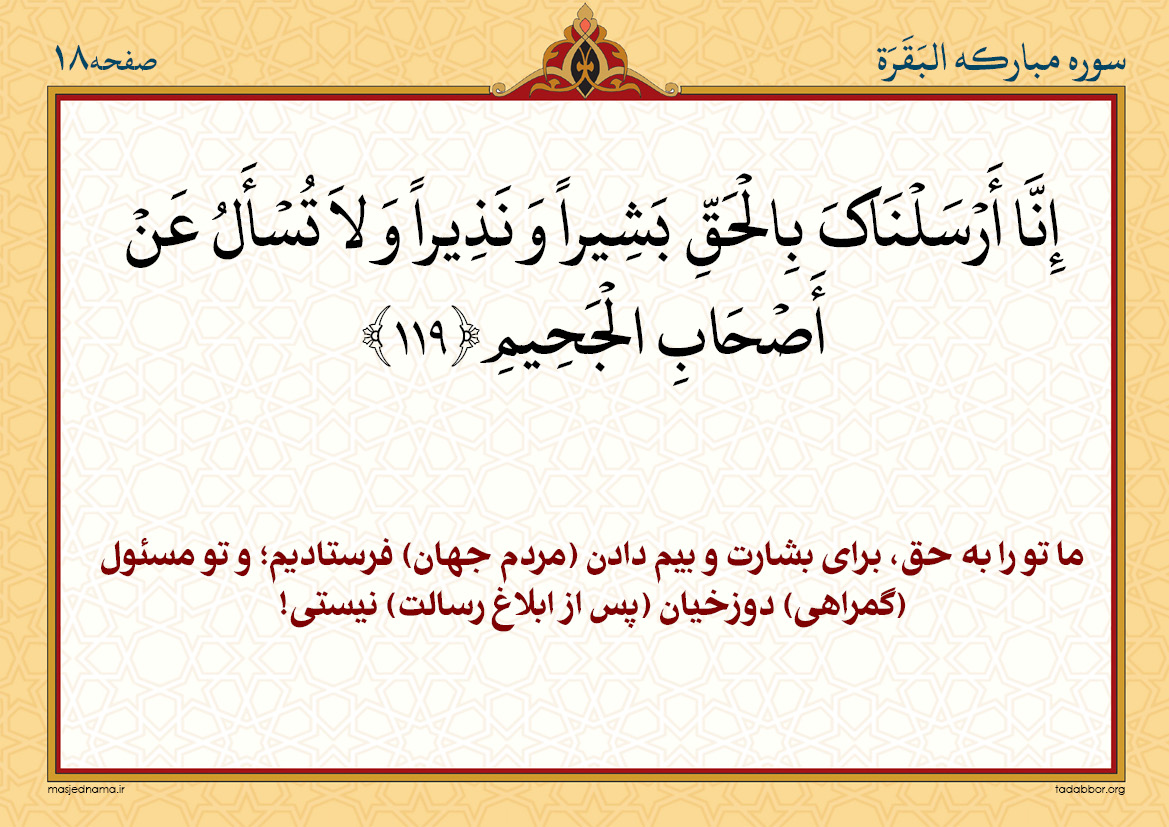 سوره مبارکه البَقَرَة
صفحه۱۸
إِنَّا أَرْسَلْنَاکَ بِالْحَقِّ بَشِيراً وَ نَذِيراً وَ لاَ تُسْأَلُ عَنْ
أَصْحَابِ الْجَحِيمِ ﴿۱۱۹﴾
ما تو را به حق، برای بشارت و بیم دادن (مردم جهان) فرستادیم؛ و تو مسئول
(گمراهی) دوزخیان (پس از ابلاغ رسالت) نیستی!
masjednama.ir
tadabbor.org